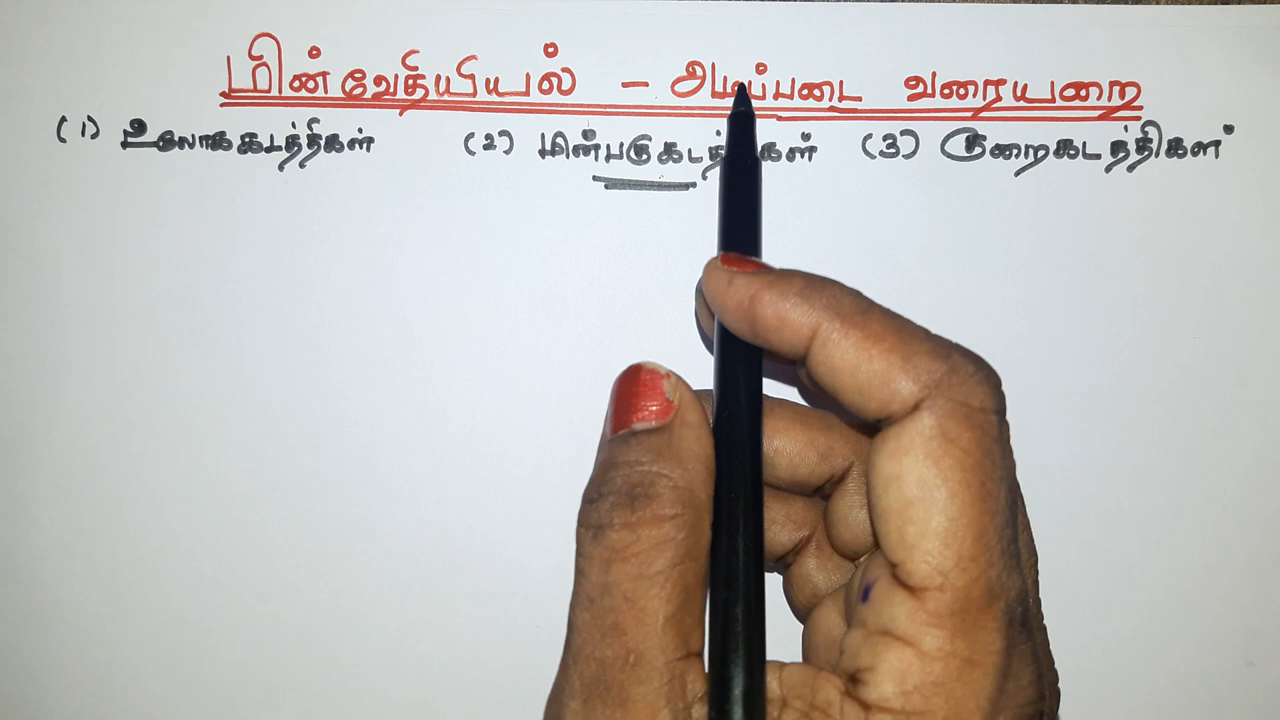 மின்வேதியியல் - அடிப்படை வரையறை
(1) உலோககடத்திகள் (2) மின்பகுகடத்திகள் (3) குறைகடத்திகள்